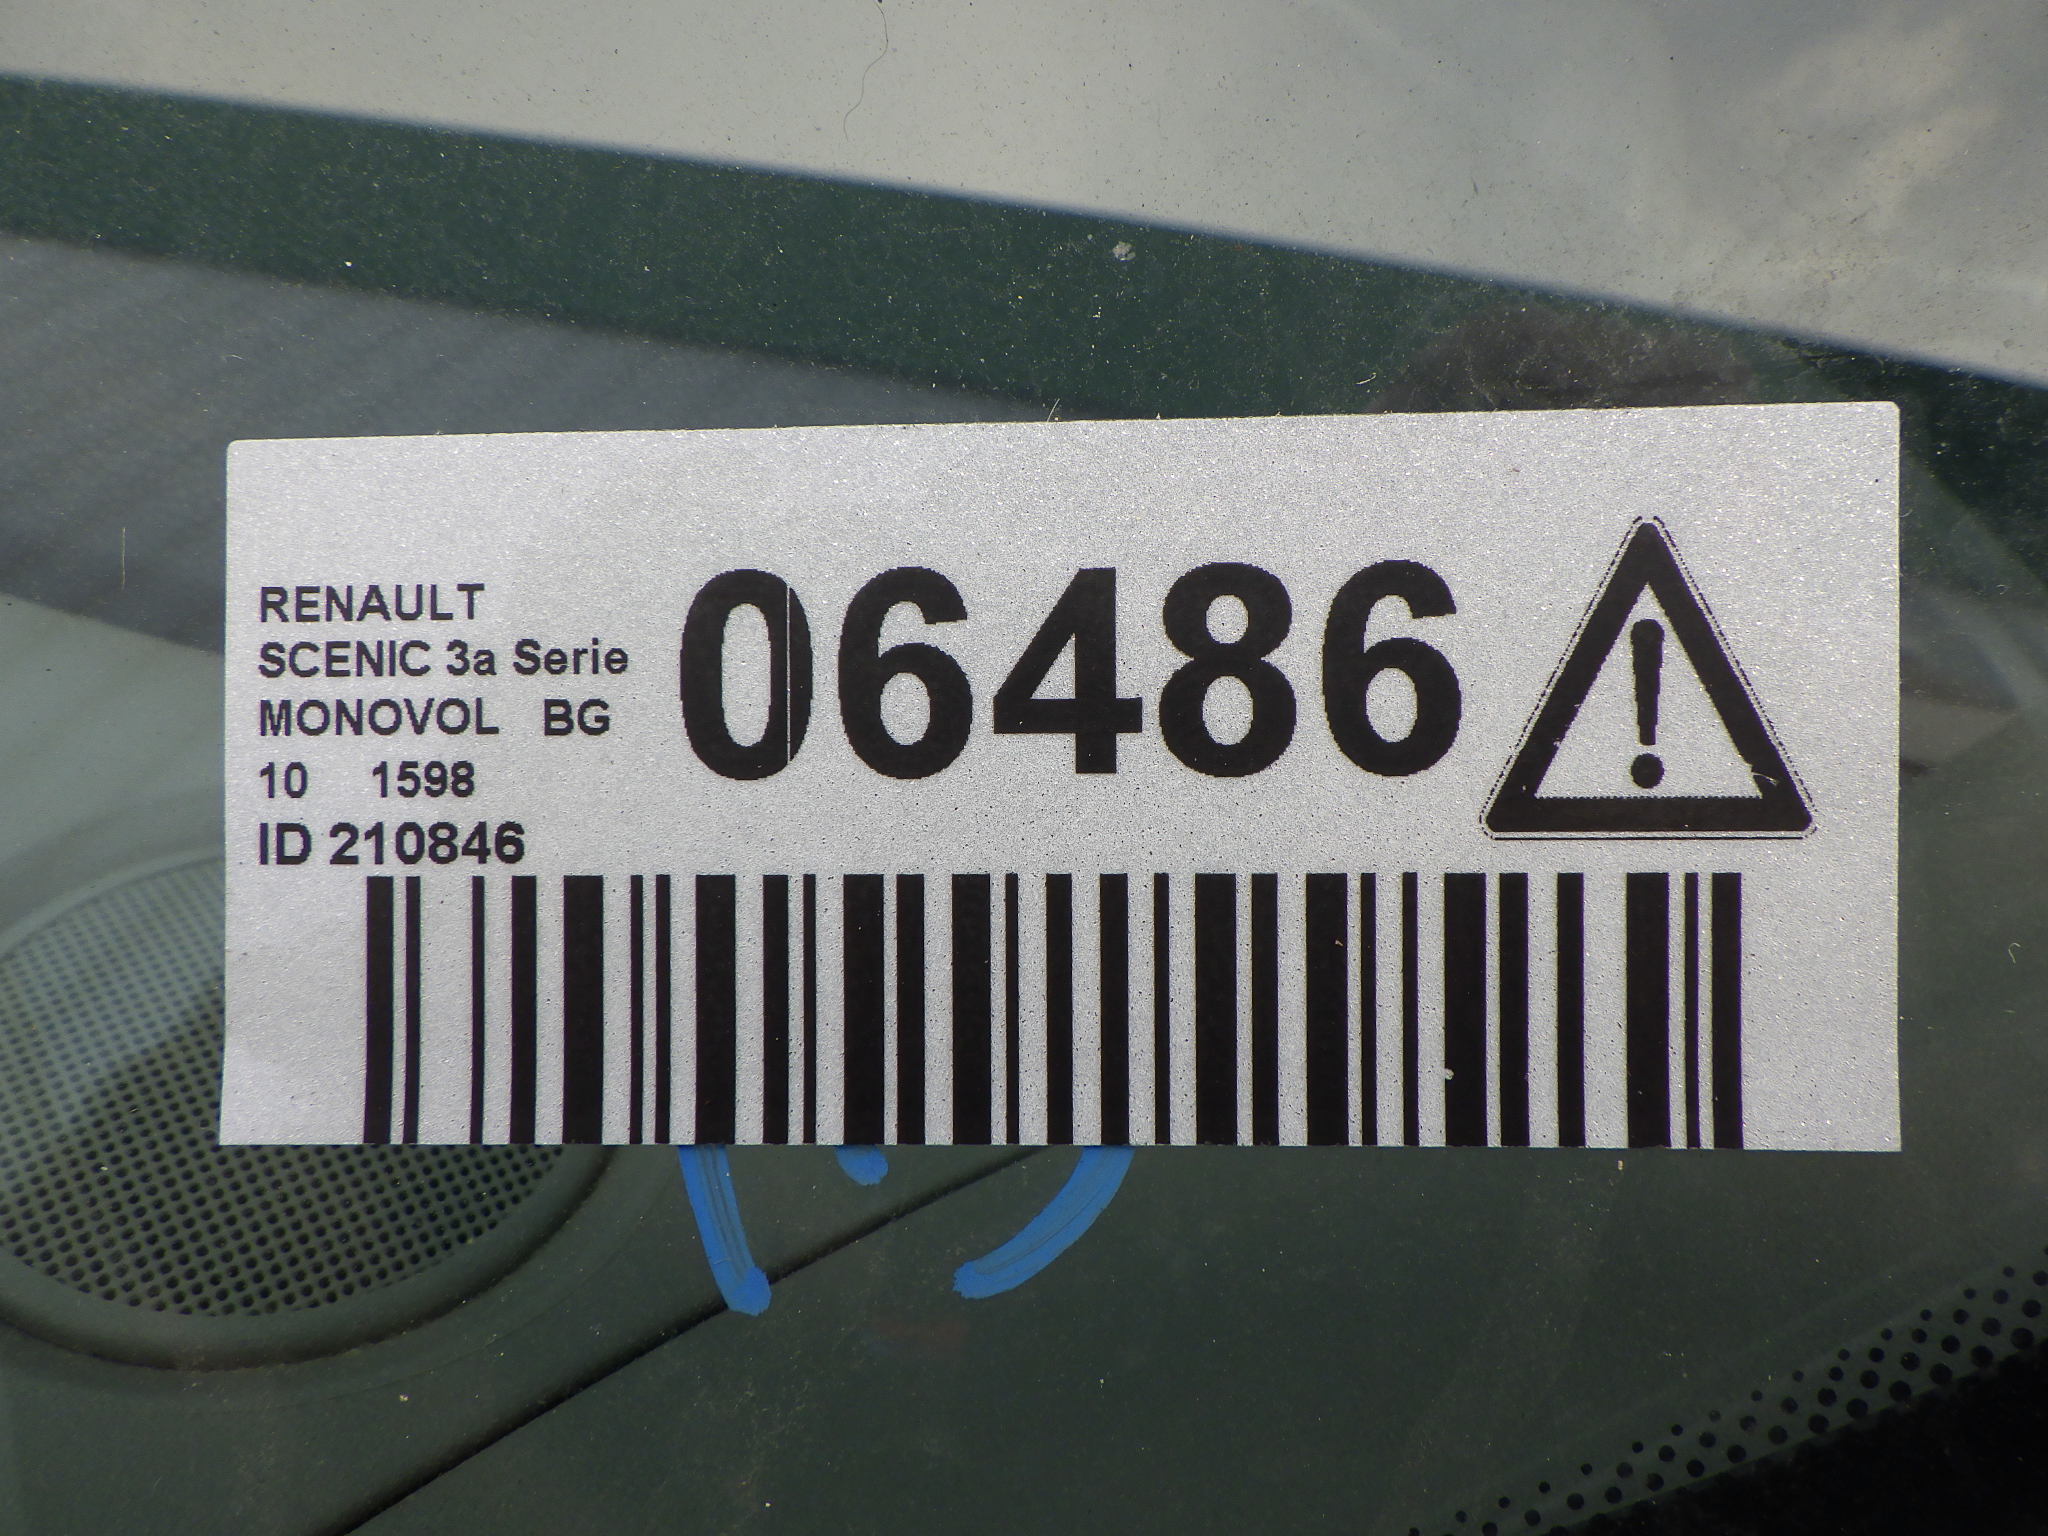 RENAULT
SCENIC 3a Serie
MONOVOL BG
10 1598
ID 210846
06486